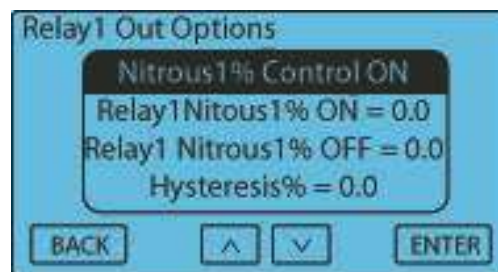 Relay1 Out Options
Nitrous1% Control ON
Relay1Nitous1% ON = 0.0
Relay1 Nitrous1% OFF = 0.0
Hysteresis% = 0.0
BACK ENTER